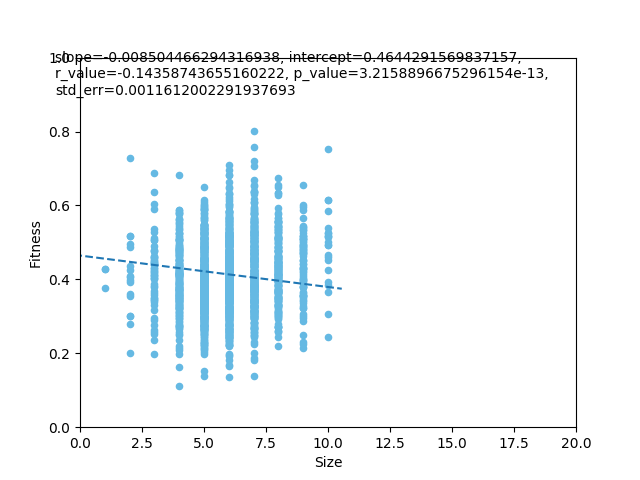 slope=-0.008504466294316938, intercept=0.4644291569837157,
r_value=-0.14358743655160222, p_value=3.2158896675296154e-13,
std_err=0.0011612002291937693
1.0
0.8
0.6
0.4
0.2
0.0
Fitness
0.0 2.5 5.0 7.5 10.0 12.5 15.0 17.5 20.0
Size